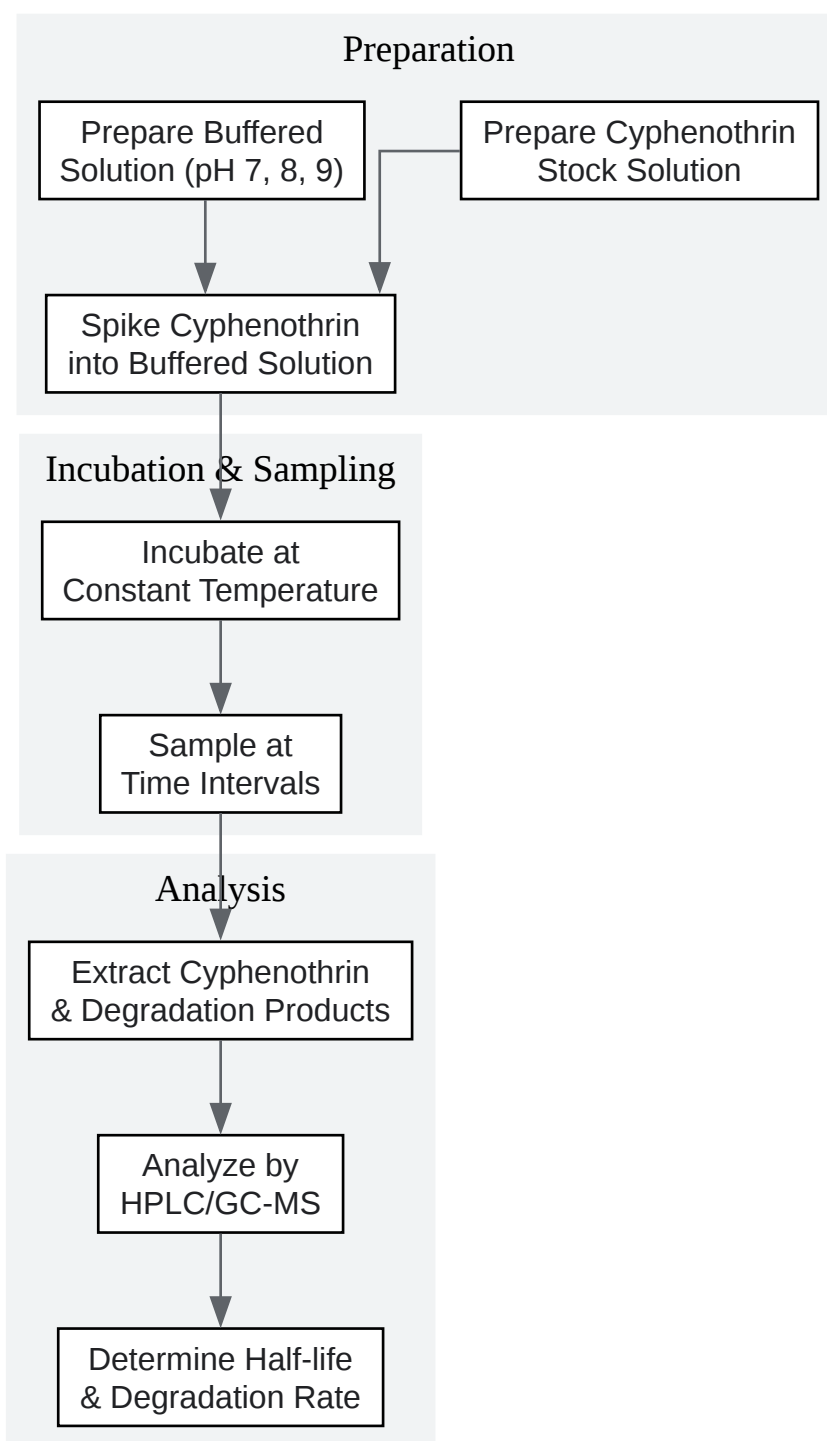 Preparation
Prepare Buffered
Solution (pH 7, 8, 9)
Prepare Cyphenothrin
Stock Solution
Spike Cyphenothrin
into Buffered Solution
Incubation & Sampling
Incubate at
Constant Temperature
Sample at
Time Intervals
Analysis
Extract Cyphenothrin
& Degradation Products
Analyze by
HPLC/GC-MS
Determine Half-life
& Degradation Rate